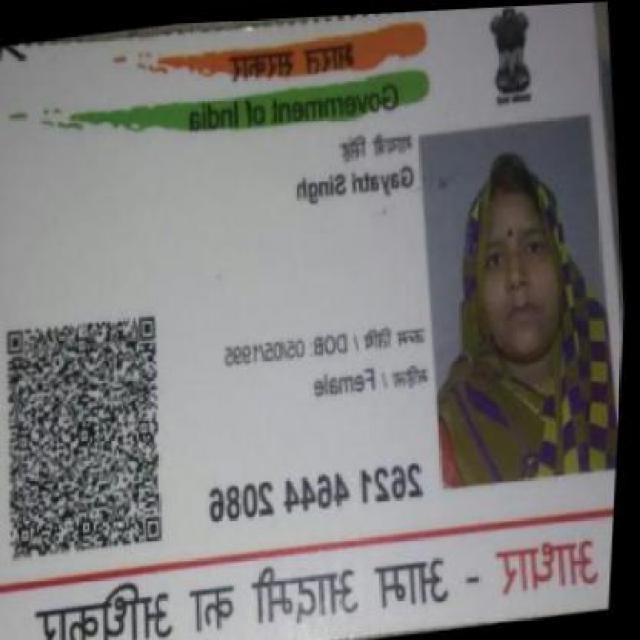 भारत सरकार
Government of India
गायत्री सिंह
Gayatri Singh
जन्म तिथि / DOB: 05/05/1995
महिला / Female
2621 4644 2086
आधार - आम आदमी का अधिकार